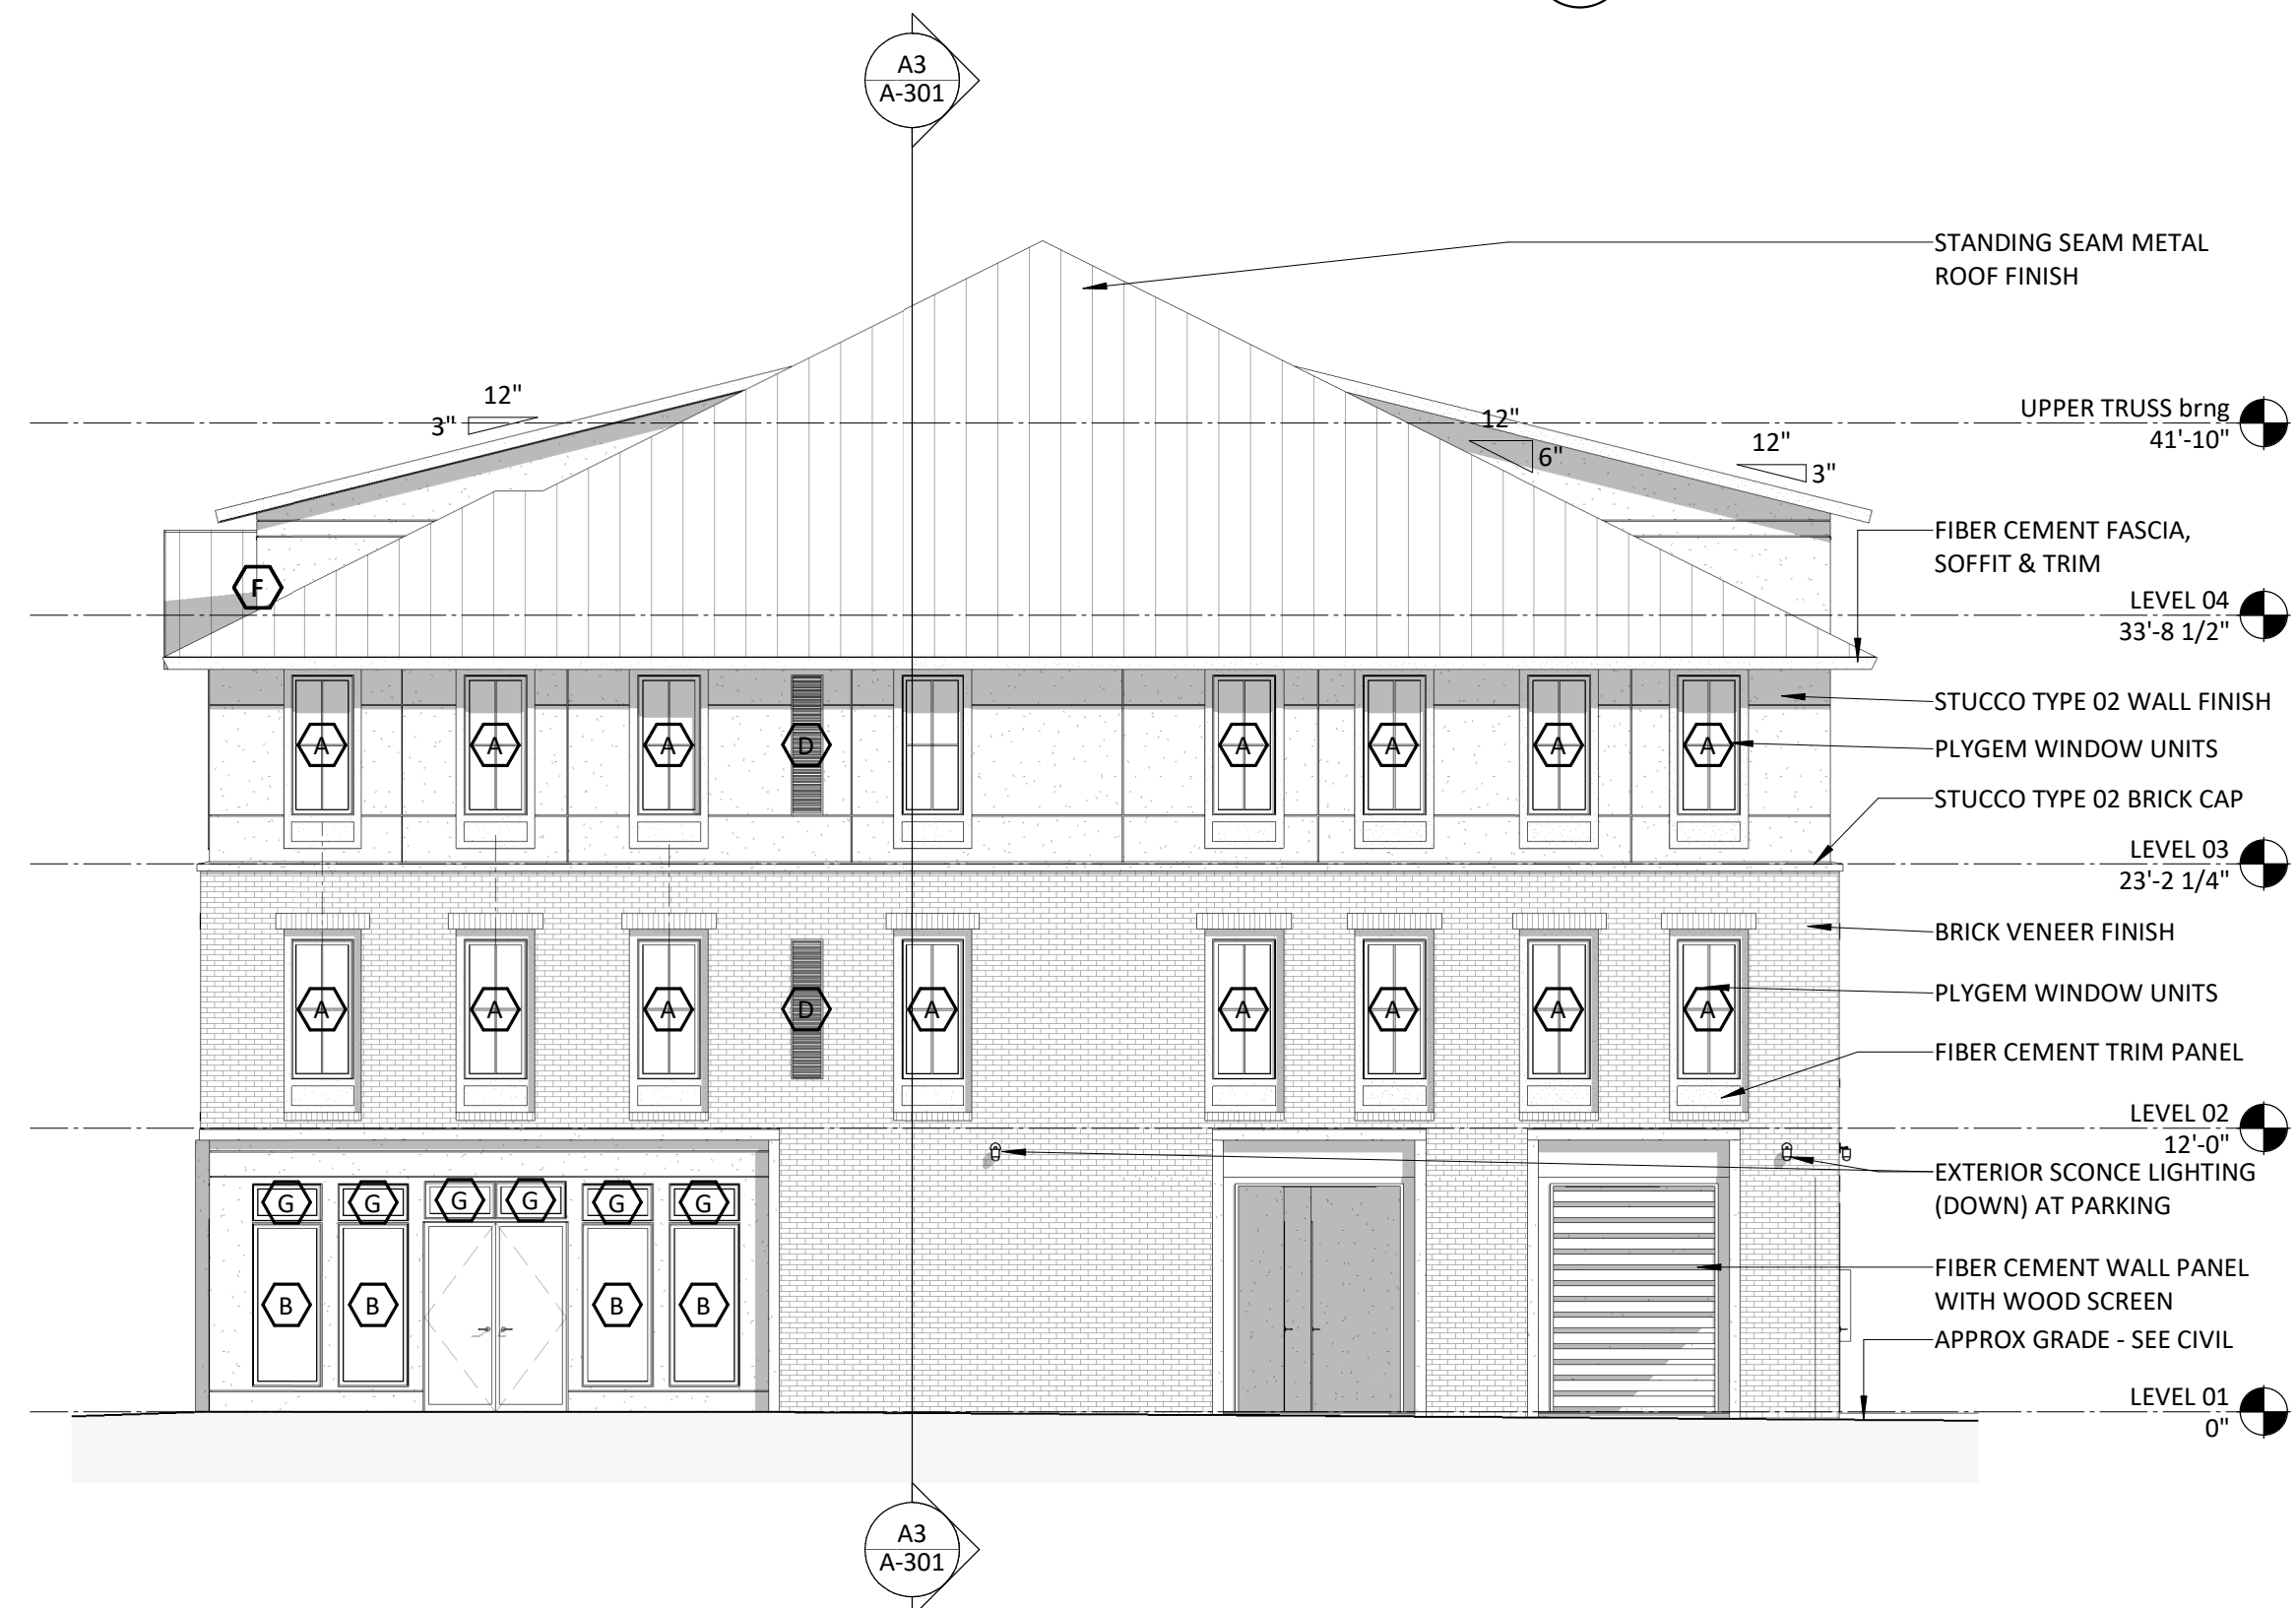 A3
A-301
STANDING SEAM METAL
ROOF FINISH
12"
3"
12"
6"
12"
3"
UPPER TRUSS brng
41'-10"
FIBER CEMENT FASCIA,
SOFFIT & TRIM
F
LEVEL 04
33'-8 1/2"
STUCCO TYPE 02 WALL FINISH
A A A D A A A A
PLYGEM WINDOW UNITS
STUCCO TYPE 02 BRICK CAP
LEVEL 03
23'-2 1/4"
BRICK VENEER FINISH
PLYGEM WINDOW UNITS
A A A D A A A A A
FIBER CEMENT TRIM PANEL
LEVEL 02
12'-0"
EXTERIOR SCONCE LIGHTING
(DOWN) AT PARKING
G G G G G G
FIBER CEMENT WALL PANEL
WITH WOOD SCREEN
B B B B
APPROX GRADE - SEE CIVIL
LEVEL 01
0"
A3
A-301